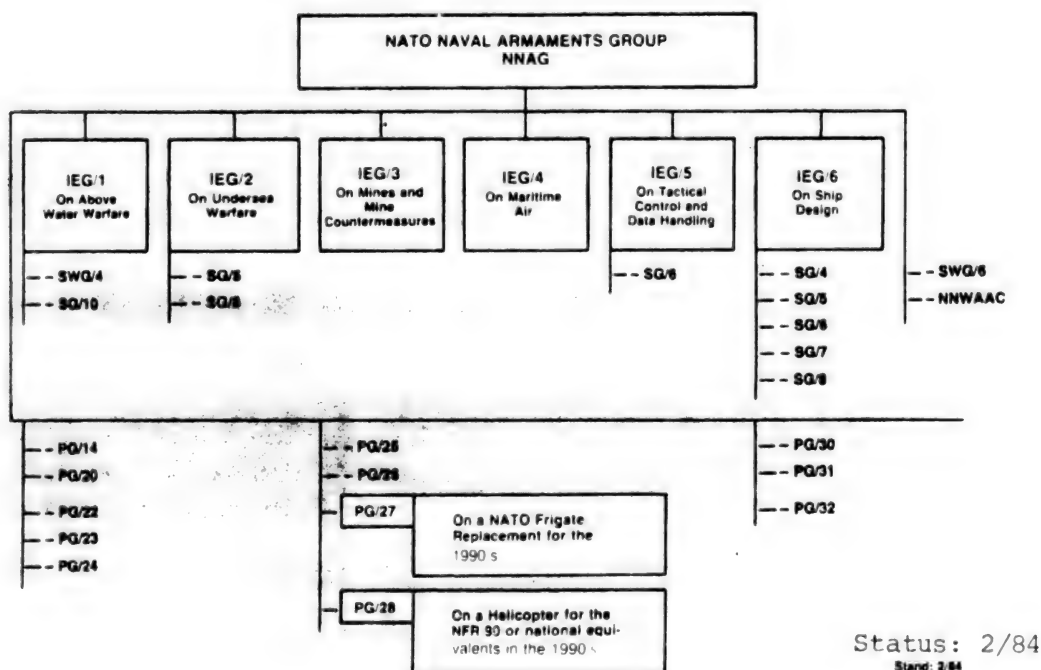 NATO NAVAL ARMAMENTS GROUP
NNAG
IEG/1
On Above
Water Warfare
IEG/2
On Undersea
Warfare
IEG/3
On Mines and
Mine
Countermeasures
IEG/4
On Maritime
Air
IEG/5
On Tactical
Control and
Data Handling
IEG/6
On Ship
Design
SWG/4
SG/10
SG/5
SG/8
SG/6
SG/4
SG/5
SG/6
SG/7
SG/8
SWG/6
NNWAAC
PG/14
PG/20
PG/22
PG/23
PG/24
PG/25
PG/26
PG/27
On a NATO Frigate
Replacement for the
1990 s
PG/28
On a Helicopter for the
NFR 90 or national equi-
valents in the 1990 s
PG/30
PG/31
PG/32
Status: 2/84
Stand: 2/84